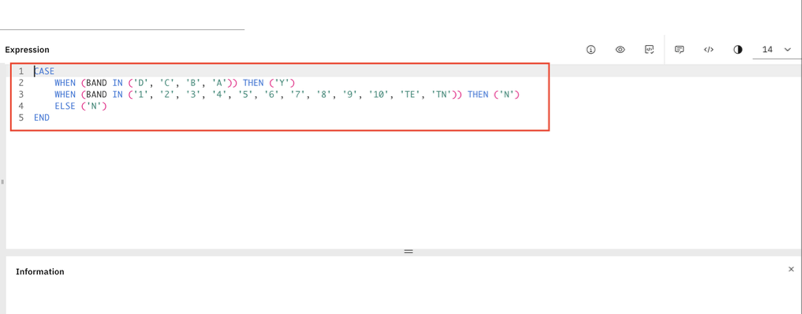 Expression
14
1 CASE
2 WHEN (BAND IN ('D', 'C', 'B', 'A')) THEN ('Y')
3 WHEN (BAND IN ('1', '2', '3', '4', '5', '6', '7', '8', '9', '10', 'TE', 'TN')) THEN ('N')
4 ELSE ('N')
5 END
Information